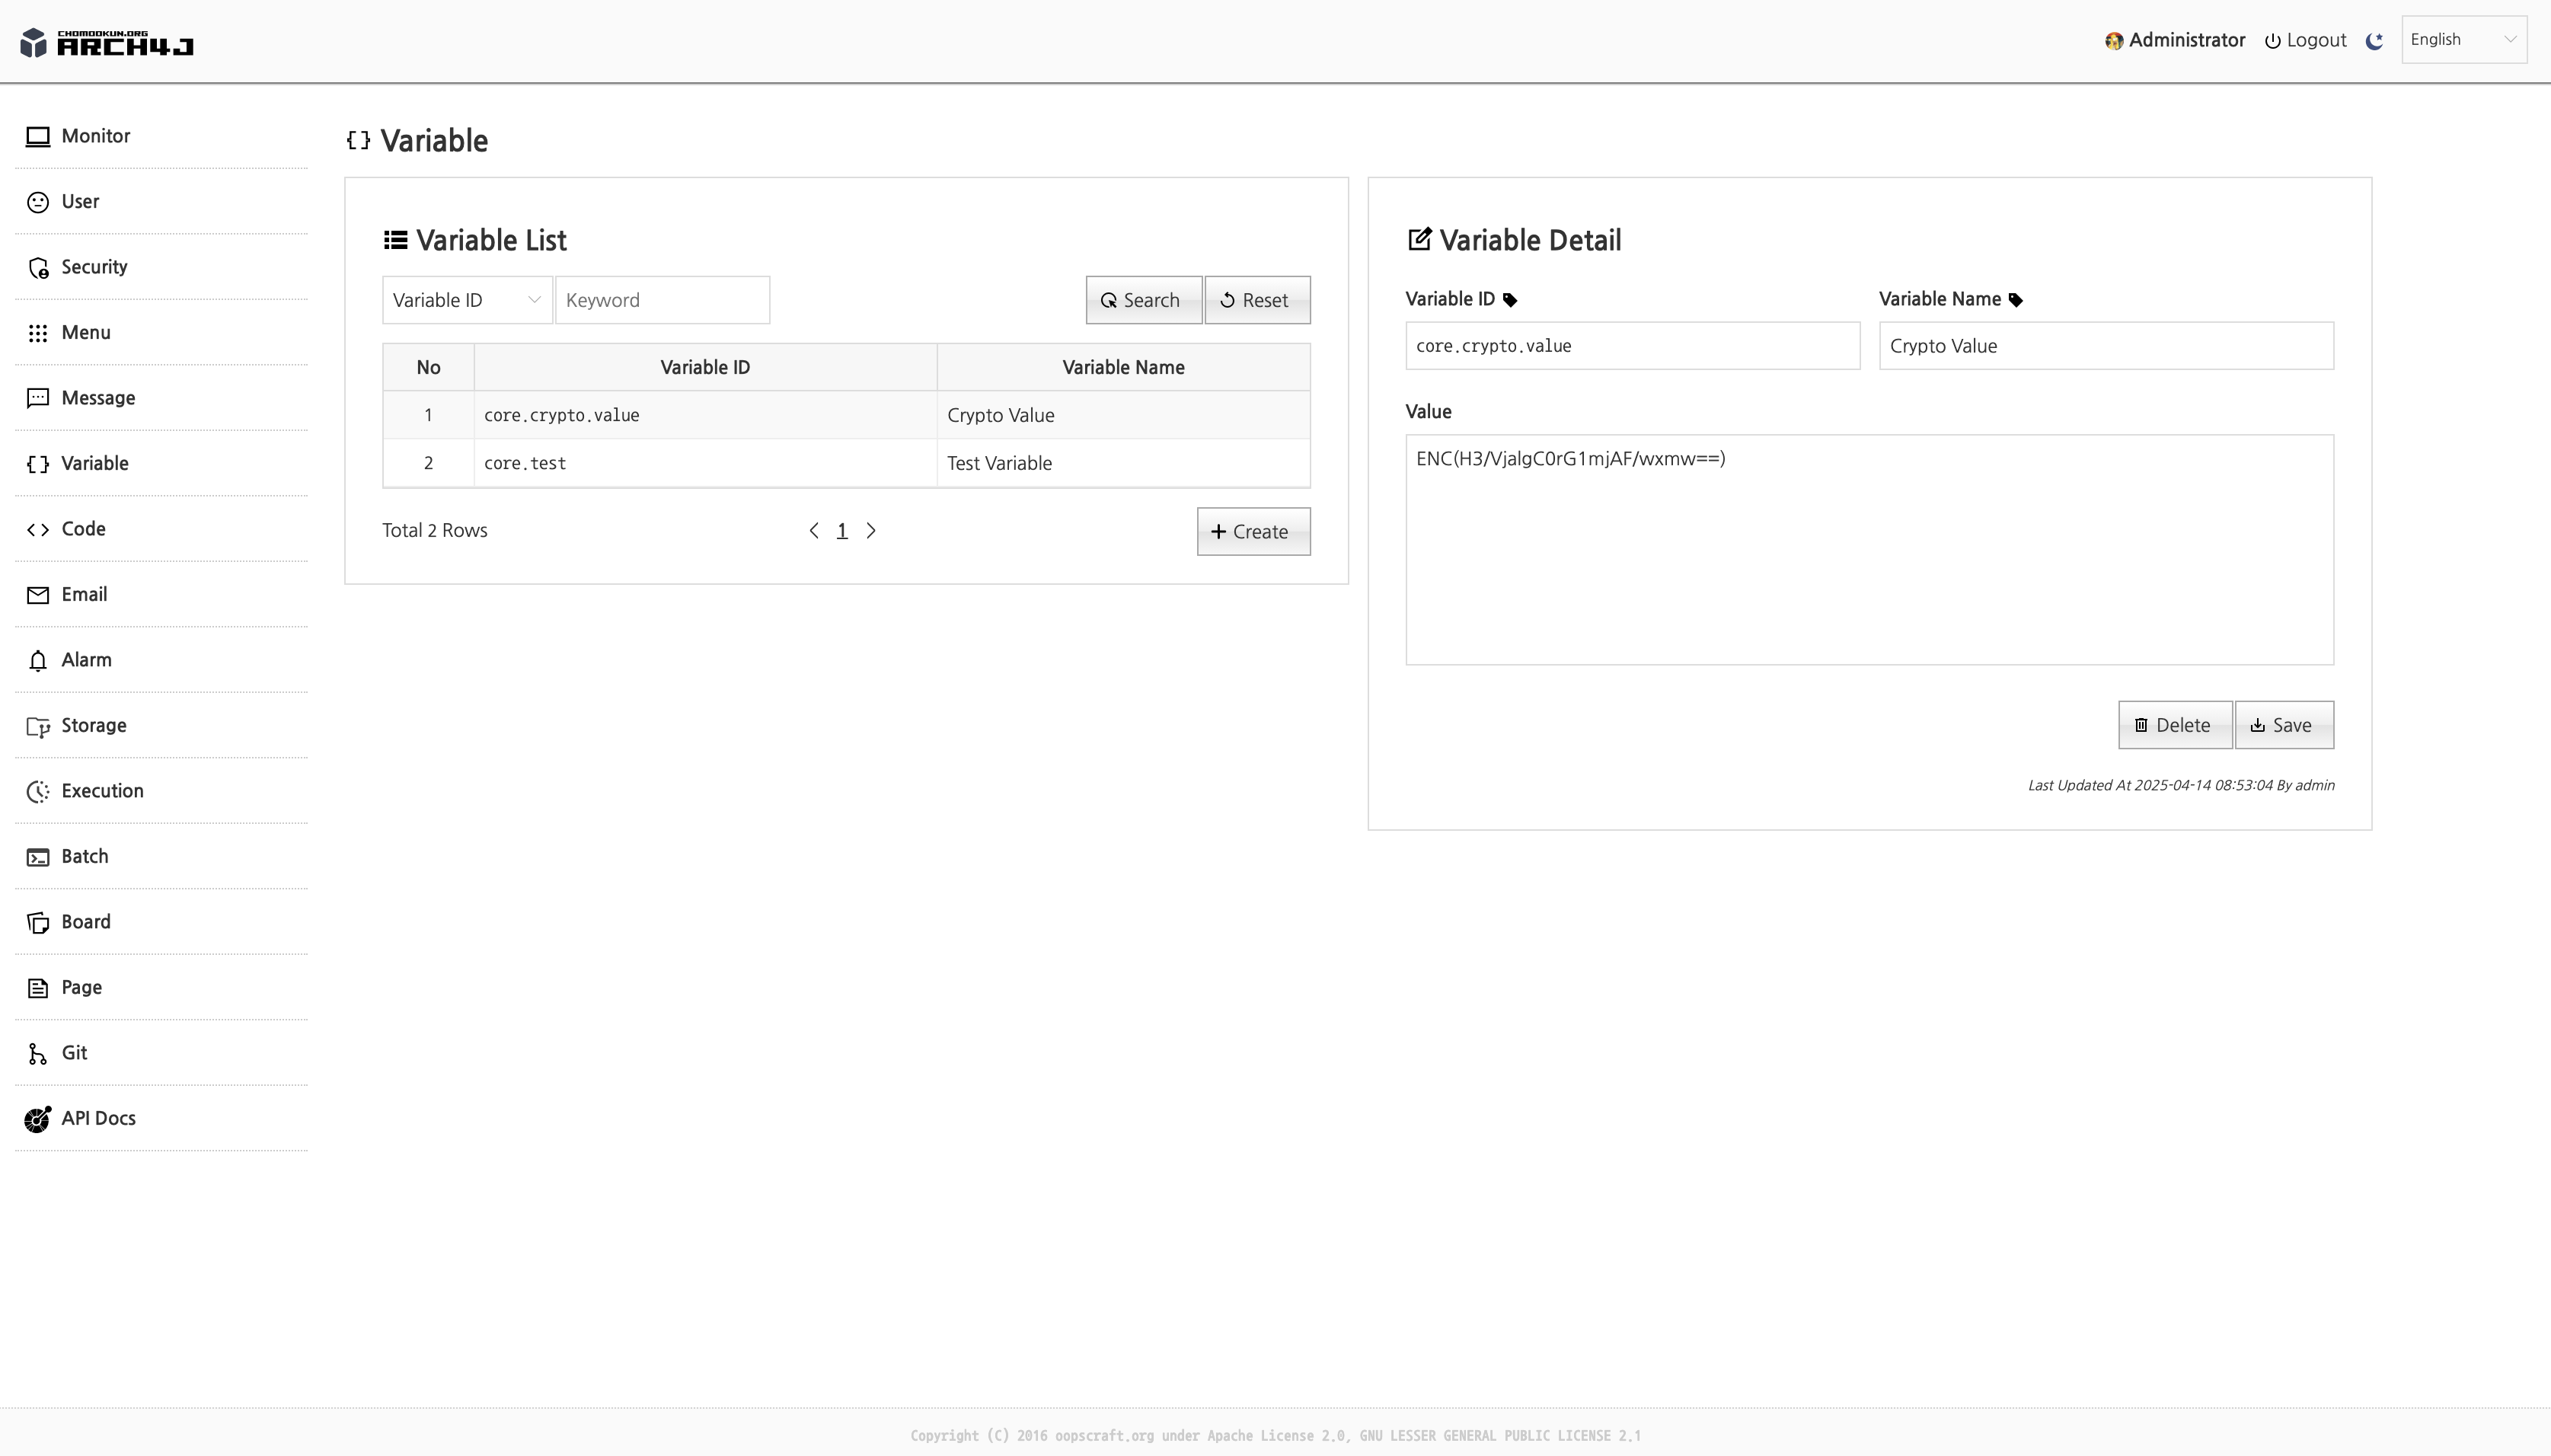 CHOMOOKUN.ORG
ARCH4J
Administrator
Logout
English
Monitor
User
Security
Menu
Message
Variable
Code
Email
Alarm
Storage
Execution
Batch
Board
Page
Git
API Docs
Variable
Variable List
Variable ID
Keyword
Search
Reset
No Variable ID Variable Name
1 core.crypto.value Crypto Value
2 core.test Test Variable
Total 2 Rows
1
Create
Variable Detail
Variable ID
Variable Name
core.crypto.value
Crypto Value
Value
ENC(H3/VjalgC0rG1mjAF/wxmw==)
Delete
Save
Last Updated At 2025-04-14 08:53:04 By admin
Copyright (C) 2016 oopscraft.org under Apache License 2.0, GNU LESSER GENERAL PUBLIC LICENSE 2.1